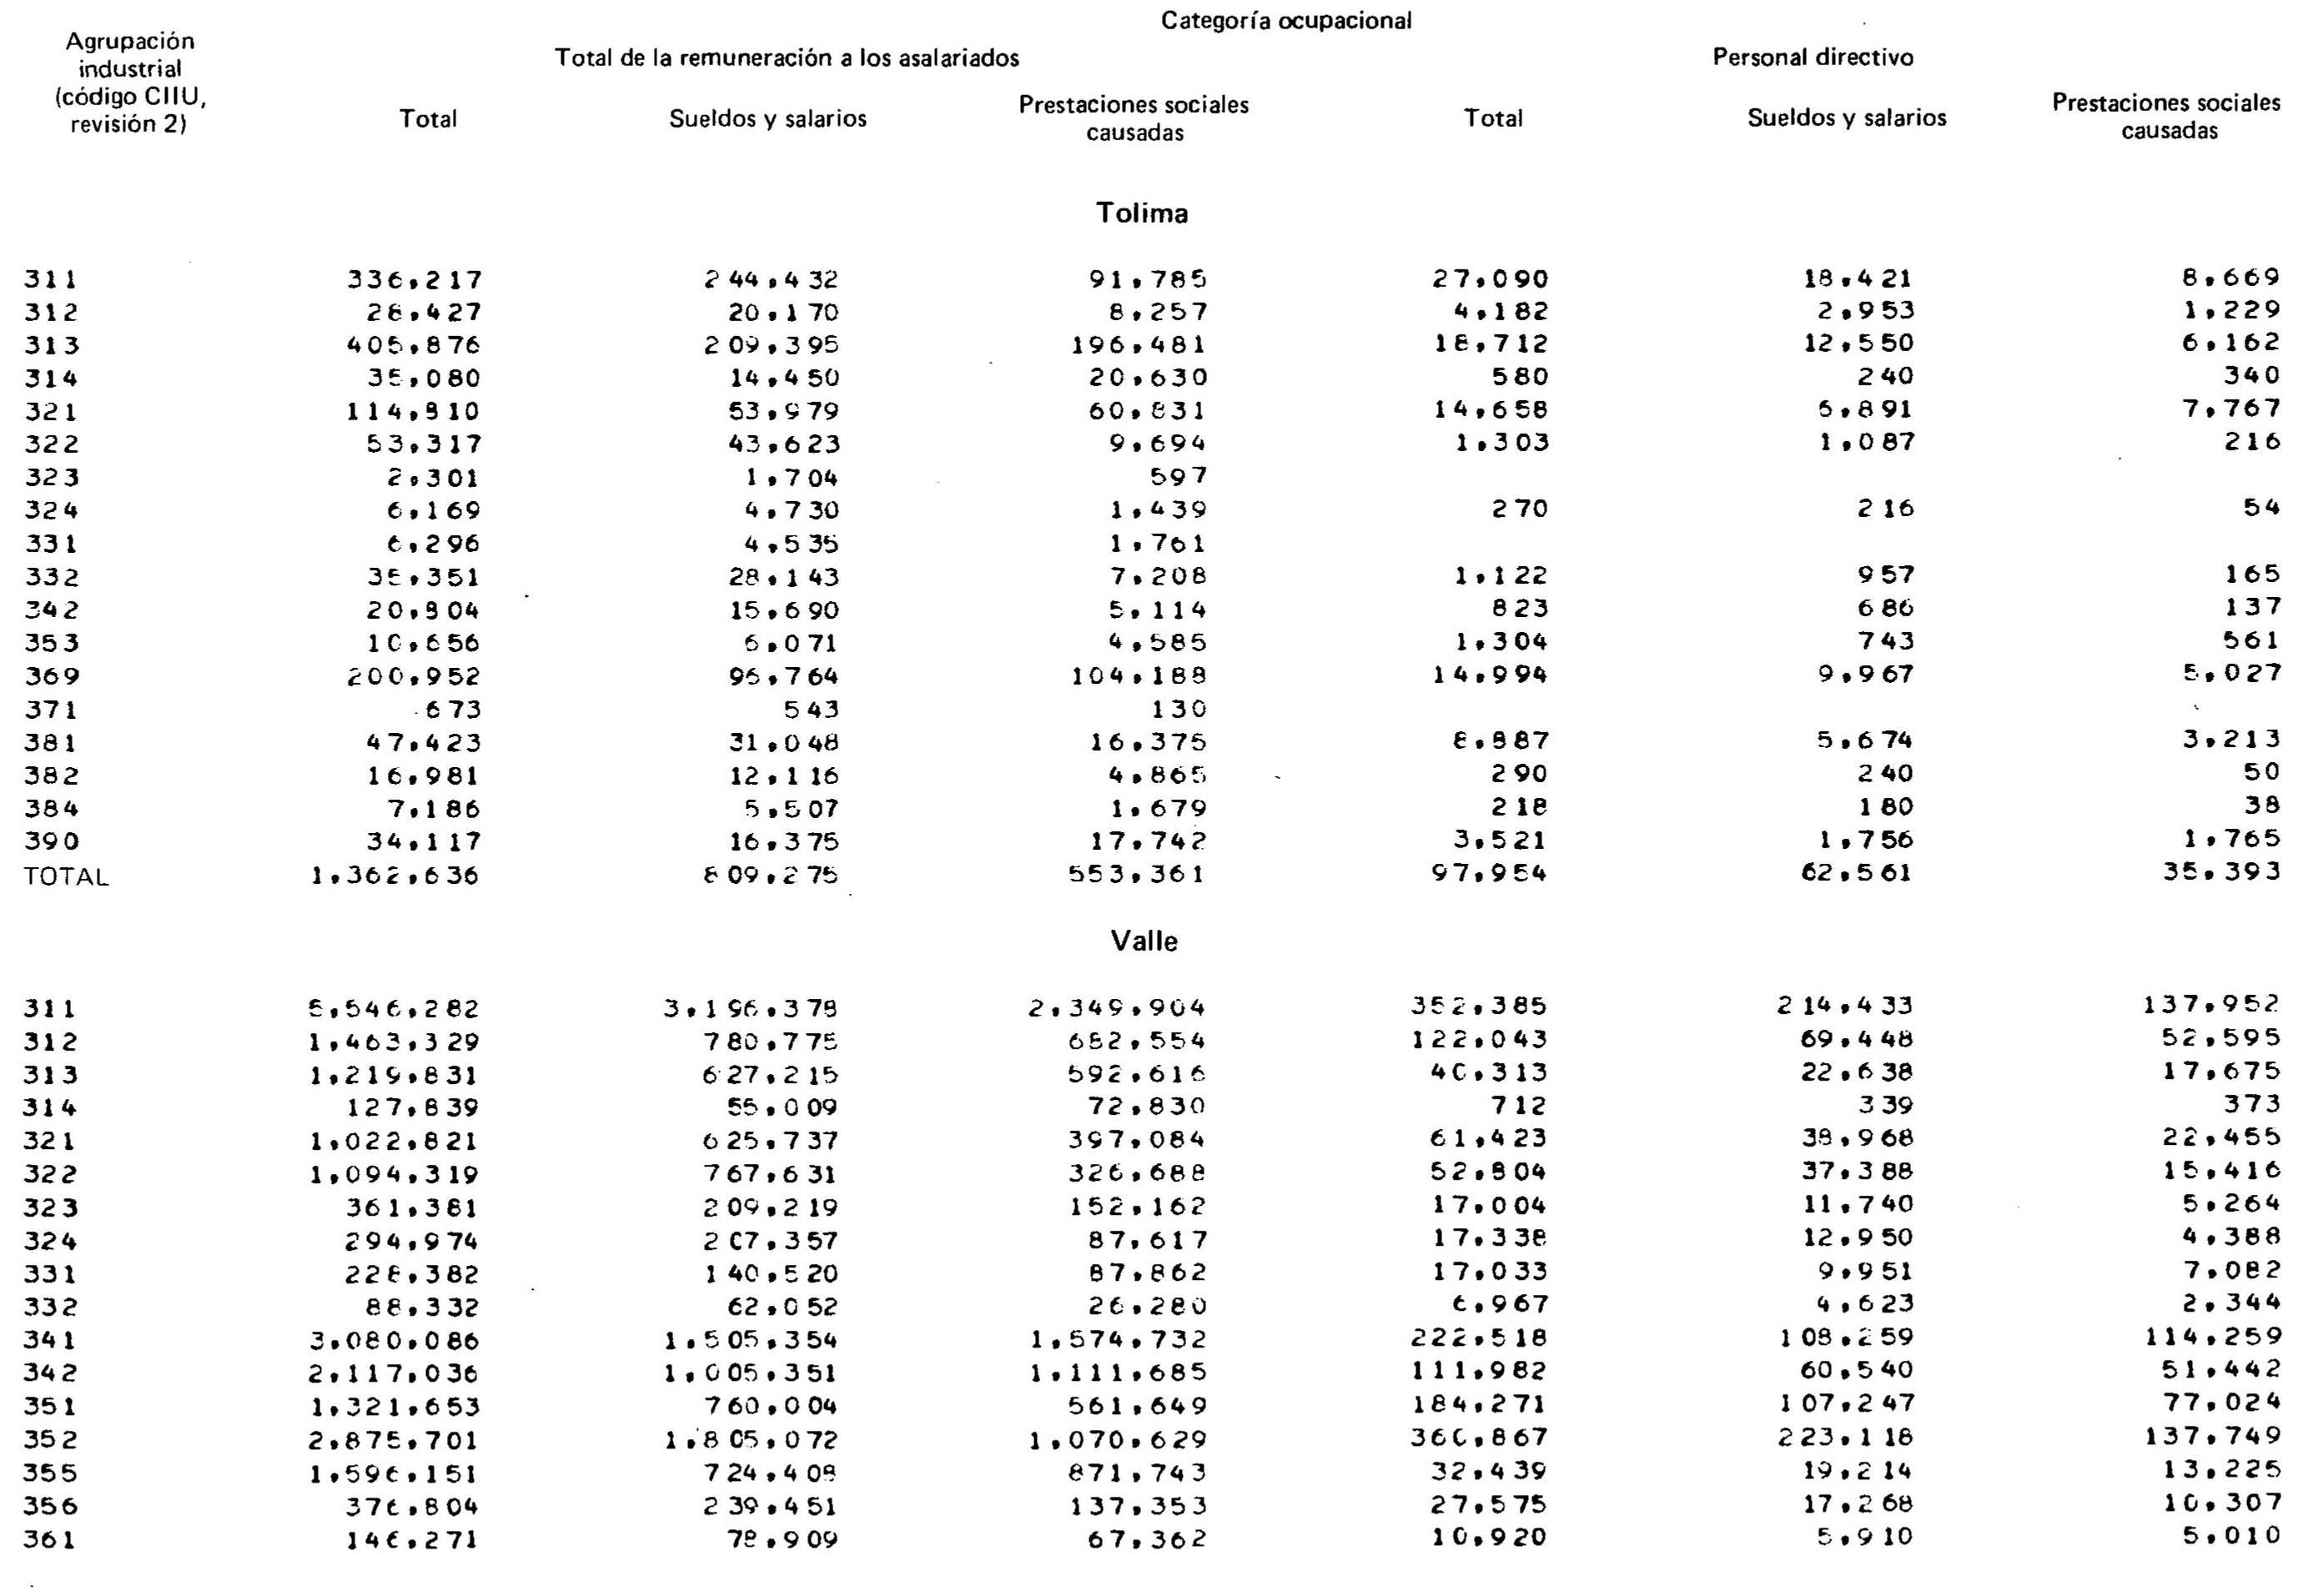 Categoría ocupacional
Agrupación industrial (código CIIU, revisión 2)
Total de la remuneración a los asalariados Personal directivo
Total Sueldos y salarios Prestaciones sociales causadas Total Sueldos y salarios Prestaciones sociales causadas
Tolima
311 336,217 244,432 91,785 27,090 18,421 8,669
312 28,427 20,170 8,257 4,182 2,953 1,229
313 405,876 209,395 196,481 18,712 12,550 6,162
314 35,080 14,450 20,630 580 240 340
321 114,810 53,979 60,831 14,658 6,891 7,767
322 53,317 43,623 9,694 1,303 1,087 216
323 2,301 1,704 597
324 6,169 4,730 1,439 270 216 54
331 6,296 4,535 1,761
332 35,351 28,143 7,208 1,122 957 165
342 20,804 15,690 5,114 823 686 137
353 10,656 6,071 4,585 1,304 743 561
369 200,952 96,764 104,188 14,994 9,967 5,027
371 673 543 130
381 47,423 31,048 16,375 8,887 5,674 3,213
382 16,981 12,116 4,865 290 240 50
384 7,186 5,507 1,679 218 180 38
390 34,117 16,375 17,742 3,521 1,756 1,765
TOTAL 1,362,636 809,275 553,361 97,954 62,561 35,393
Valle
311 5,546,282 3,196,378 2,349,904 352,385 214,433 137,952
312 1,463,329 780,775 682,554 122,043 69,448 52,595
313 1,219,831 627,215 592,616 40,313 22,638 17,675
314 127,839 55,009 72,830 712 339 373
321 1,022,821 625,737 397,084 61,423 38,968 22,455
322 1,094,319 767,631 326,688 52,804 37,388 15,416
323 361,381 209,219 152,162 17,004 11,740 5,264
324 294,974 207,357 87,617 17,338 12,950 4,388
331 228,382 140,520 87,862 17,033 9,951 7,082
332 88,332 62,052 26,280 6,967 4,623 2,344
341 3,080,086 1,505,354 1,574,732 222,518 108,259 114,259
342 2,117,036 1,005,351 1,111,685 111,982 60,540 51,442
351 1,321,653 760,004 561,649 184,271 107,247 77,024
352 2,875,701 1,805,072 1,070,629 360,867 223,118 137,749
355 1,596,151 724,408 871,743 32,439 19,214 13,225
356 376,804 239,451 137,353 27,575 17,268 10,307
361 146,271 78,909 67,362 10,920 5,910 5,010